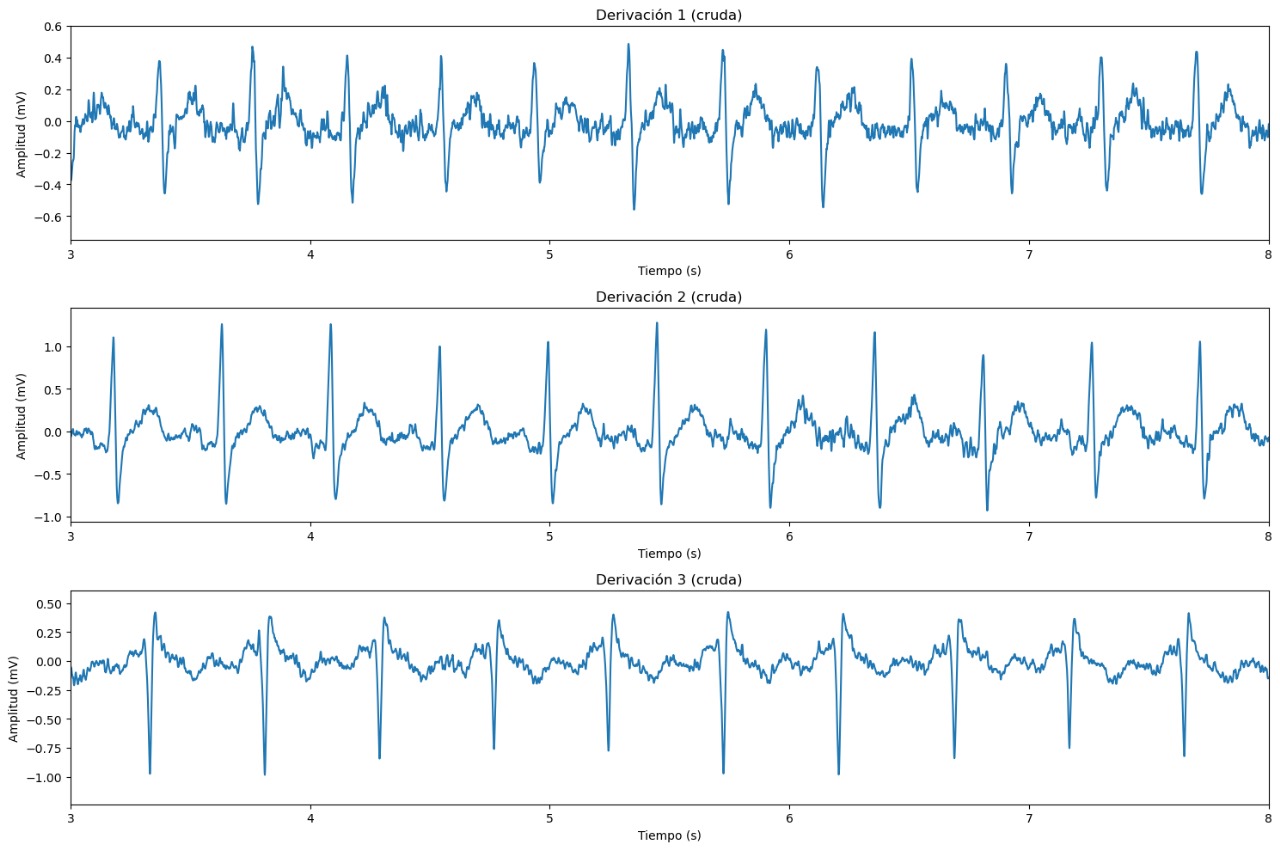 Derivación 1 (cruda)
0.6
0.4
0.2
0.0
−0.2
−0.4
−0.6
Amplitud (mV)
3 4 5 6 7 8
Tiempo (s)
Derivación 2 (cruda)
1.0
0.5
0.0
−0.5
−1.0
Amplitud (mV)
3 4 5 6 7 8
Tiempo (s)
Derivación 3 (cruda)
0.50
0.25
0.00
−0.25
−0.50
−0.75
−1.00
Amplitud (mV)
3 4 5 6 7 8
Tiempo (s)